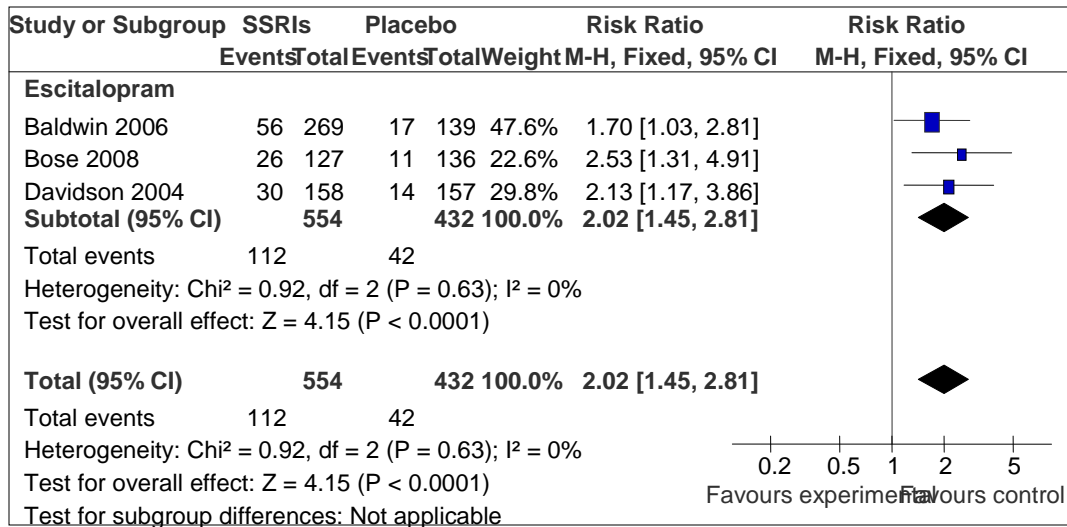 Study or Subgroup SSRIs Placebo Risk Ratio Risk Ratio
Events Total Events Total Weight M-H, Fixed, 95% CI M-H, Fixed, 95% CI
Escitalopram
Baldwin 2006 56 269 17 139 47.6% 1.70 [1.03, 2.81]
Bose 2008 26 127 11 136 22.6% 2.53 [1.31, 4.91]
Davidson 2004 30 158 14 157 29.8% 2.13 [1.17, 3.86]
Subtotal (95% CI) 554 432 100.0% 2.02 [1.45, 2.81]
Total events 112 42
Heterogeneity: Chi² = 0.92, df = 2 (P = 0.63); I² = 0%
Test for overall effect: Z = 4.15 (P < 0.0001)
Total (95% CI) 554 432 100.0% 2.02 [1.45, 2.81]
Total events 112 42
Heterogeneity: Chi² = 0.92, df = 2 (P = 0.63); I² = 0%
0.2 0.5 1 2 5
Test for overall effect: Z = 4.15 (P < 0.0001)
Favours experimental Favours control
Test for subgroup differences: Not applicable